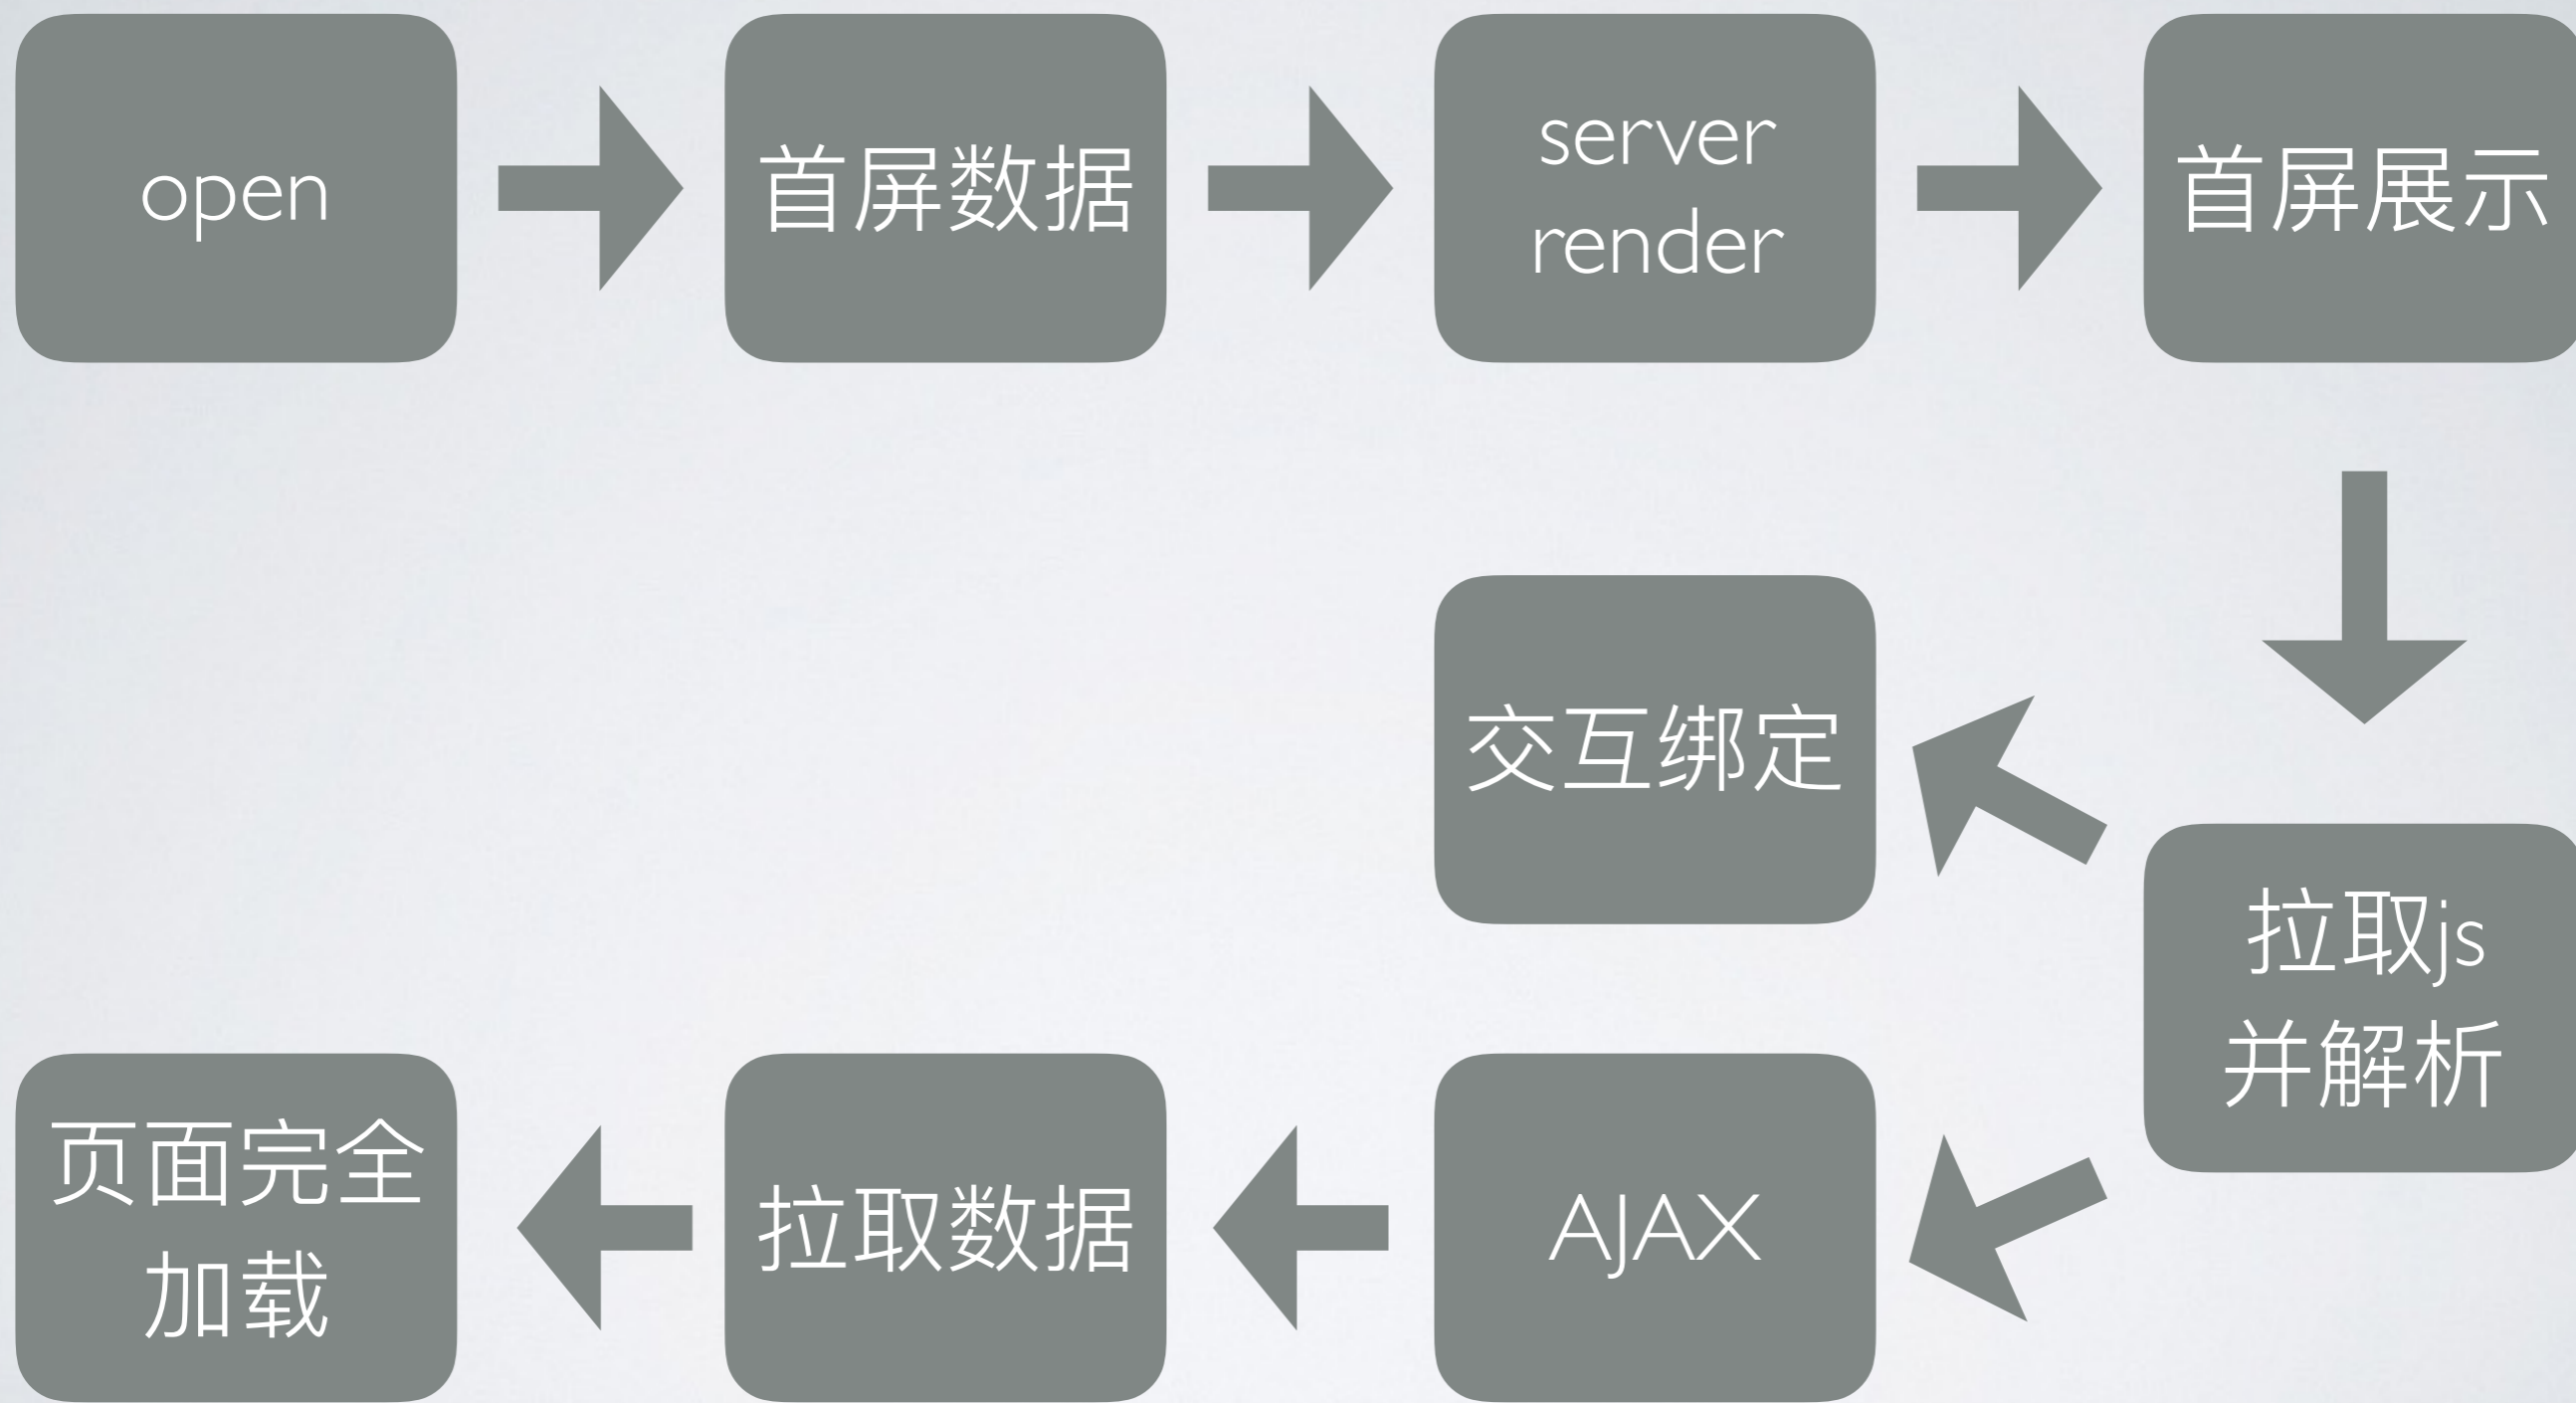 open
首屏数据
server
render
首屏展示
交互绑定
拉取js
并解析
AJAX
拉取数据
页面完全
加载